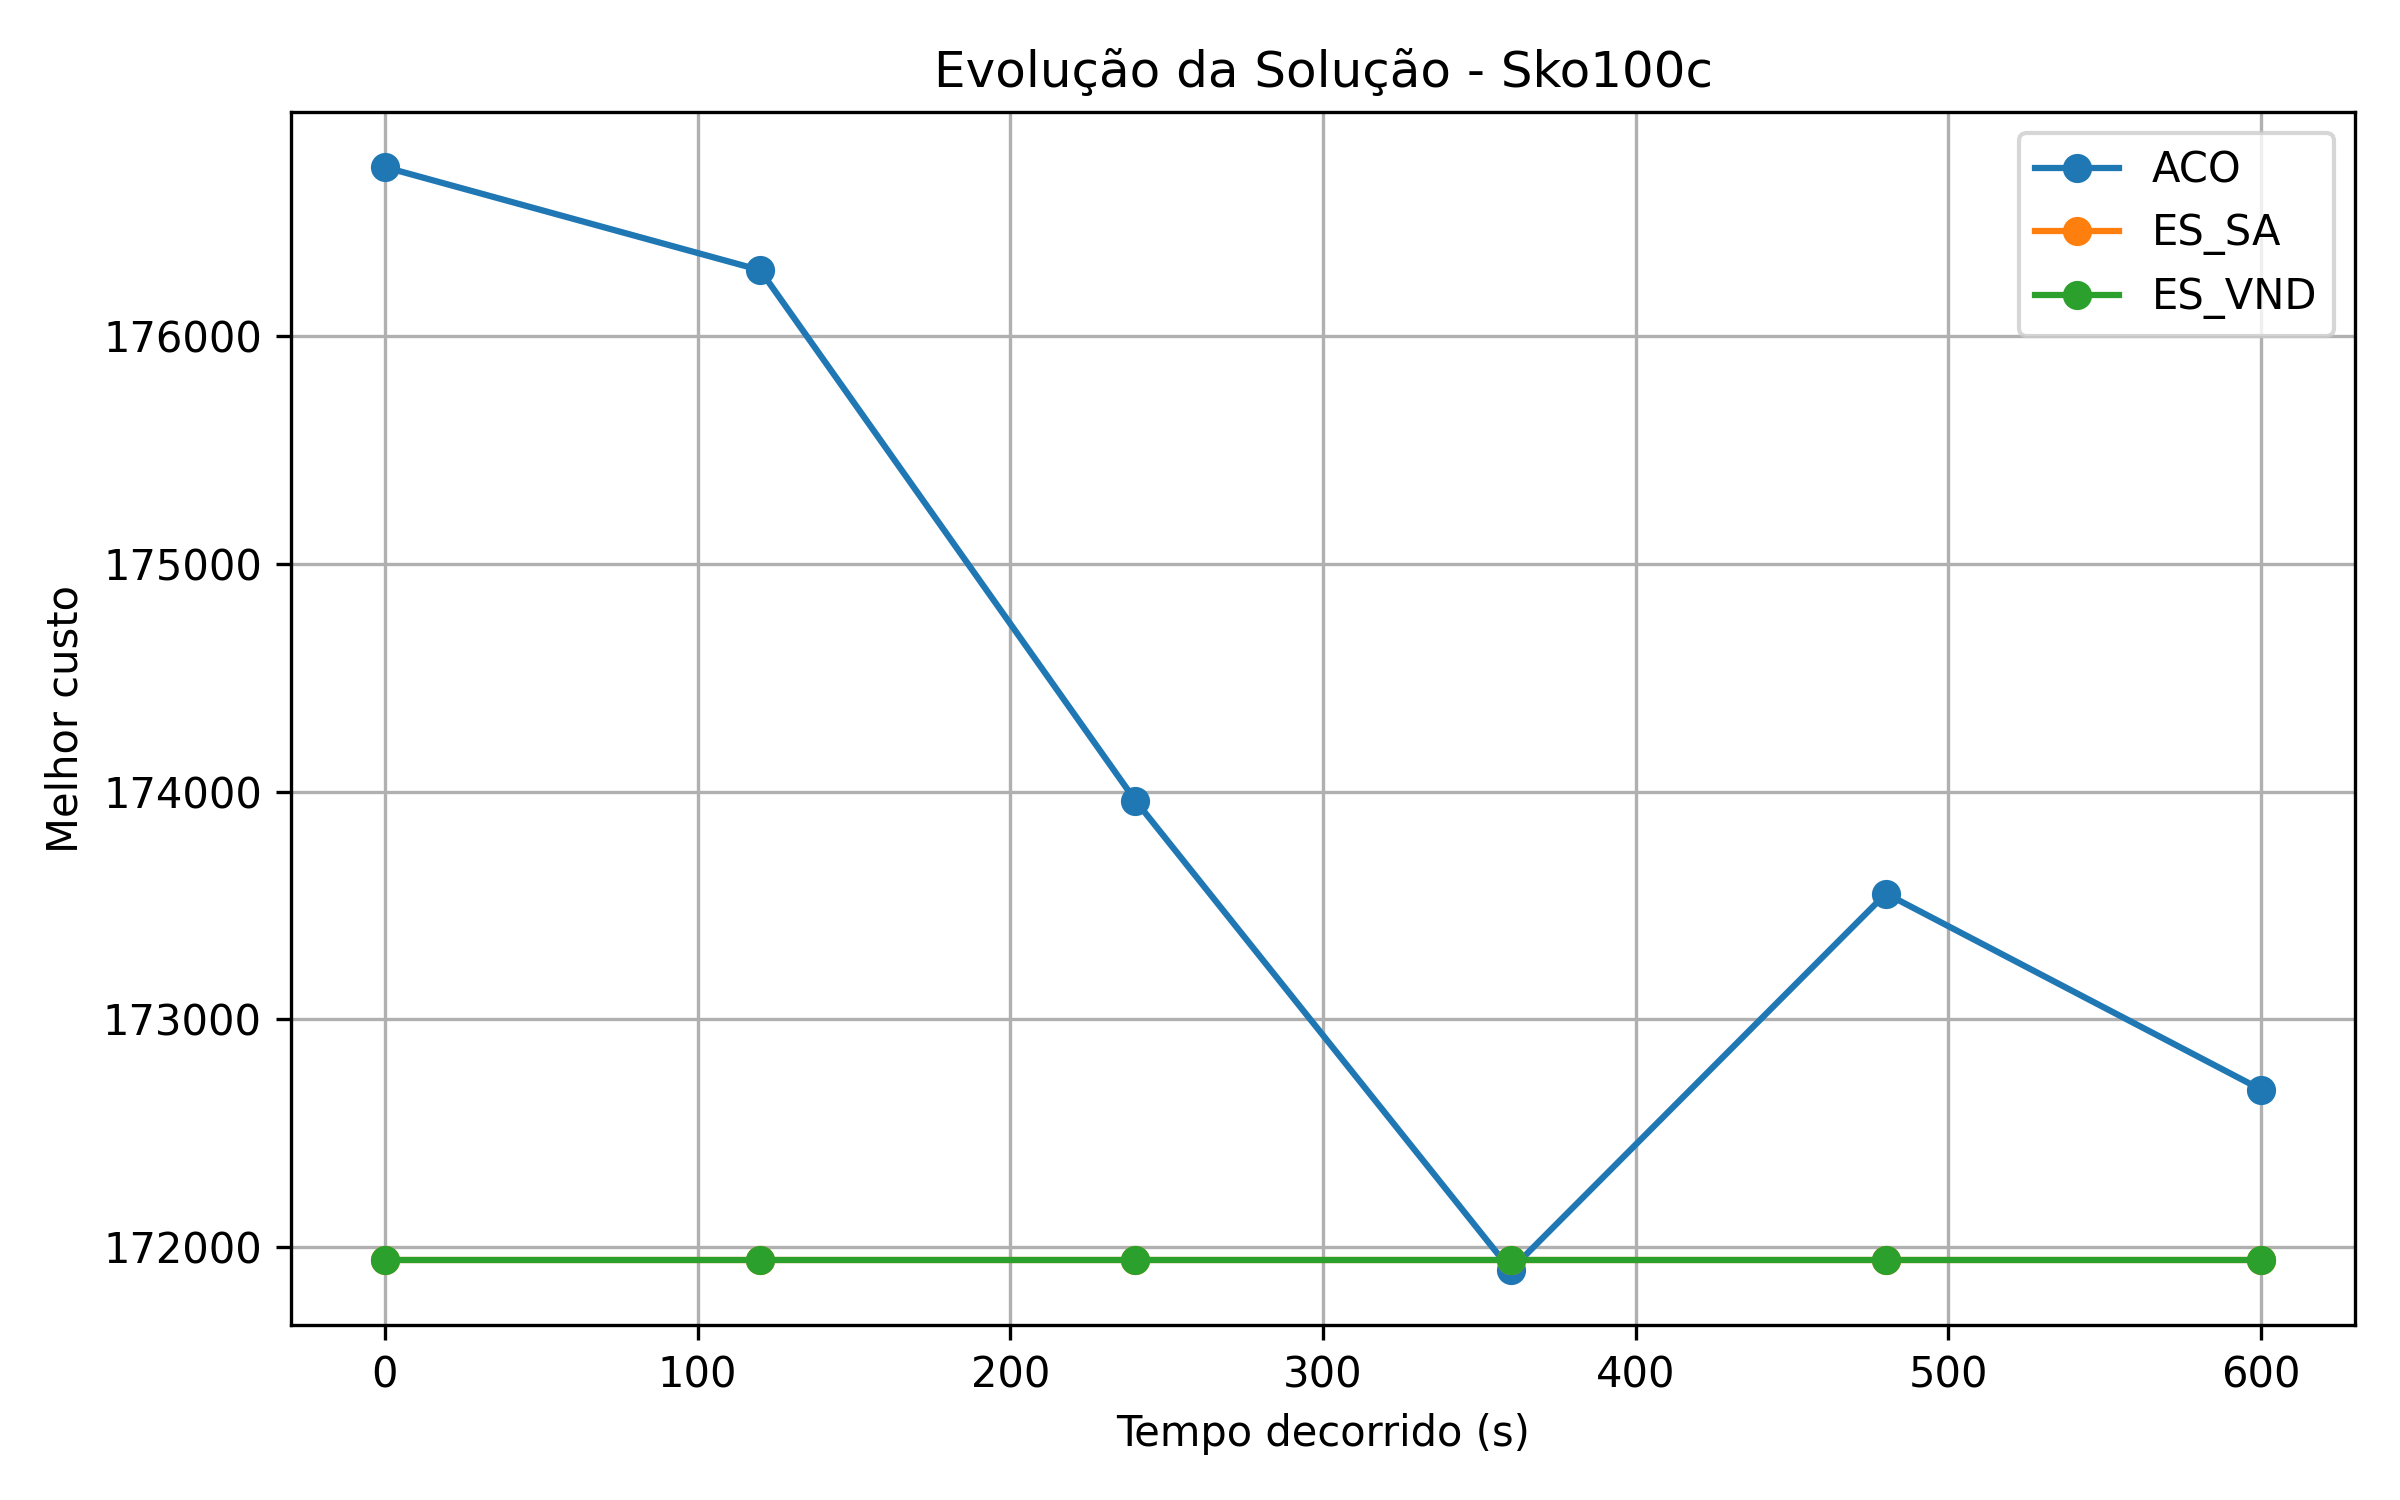 Evolução da Solução - Sko100c
ACO
ES_SA
ES_VND
Melhor custo
176000
175000
174000
173000
172000
0 100 200 300 400 500 600
Tempo decorrido (s)